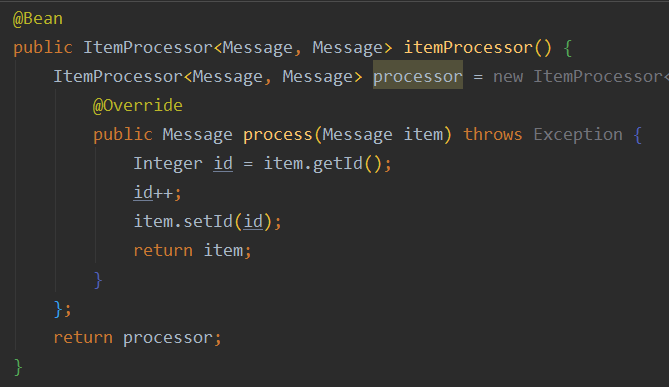 @Bean
public ItemProcessor<Message, Message> itemProcessor() {
ItemProcessor<Message, Message> processor = new ItemProcessor<
@Override
public Message process(Message item) throws Exception {
Integer id = item.getId();
id++;
item.setId(id);
return item;
}
};
return processor;
}